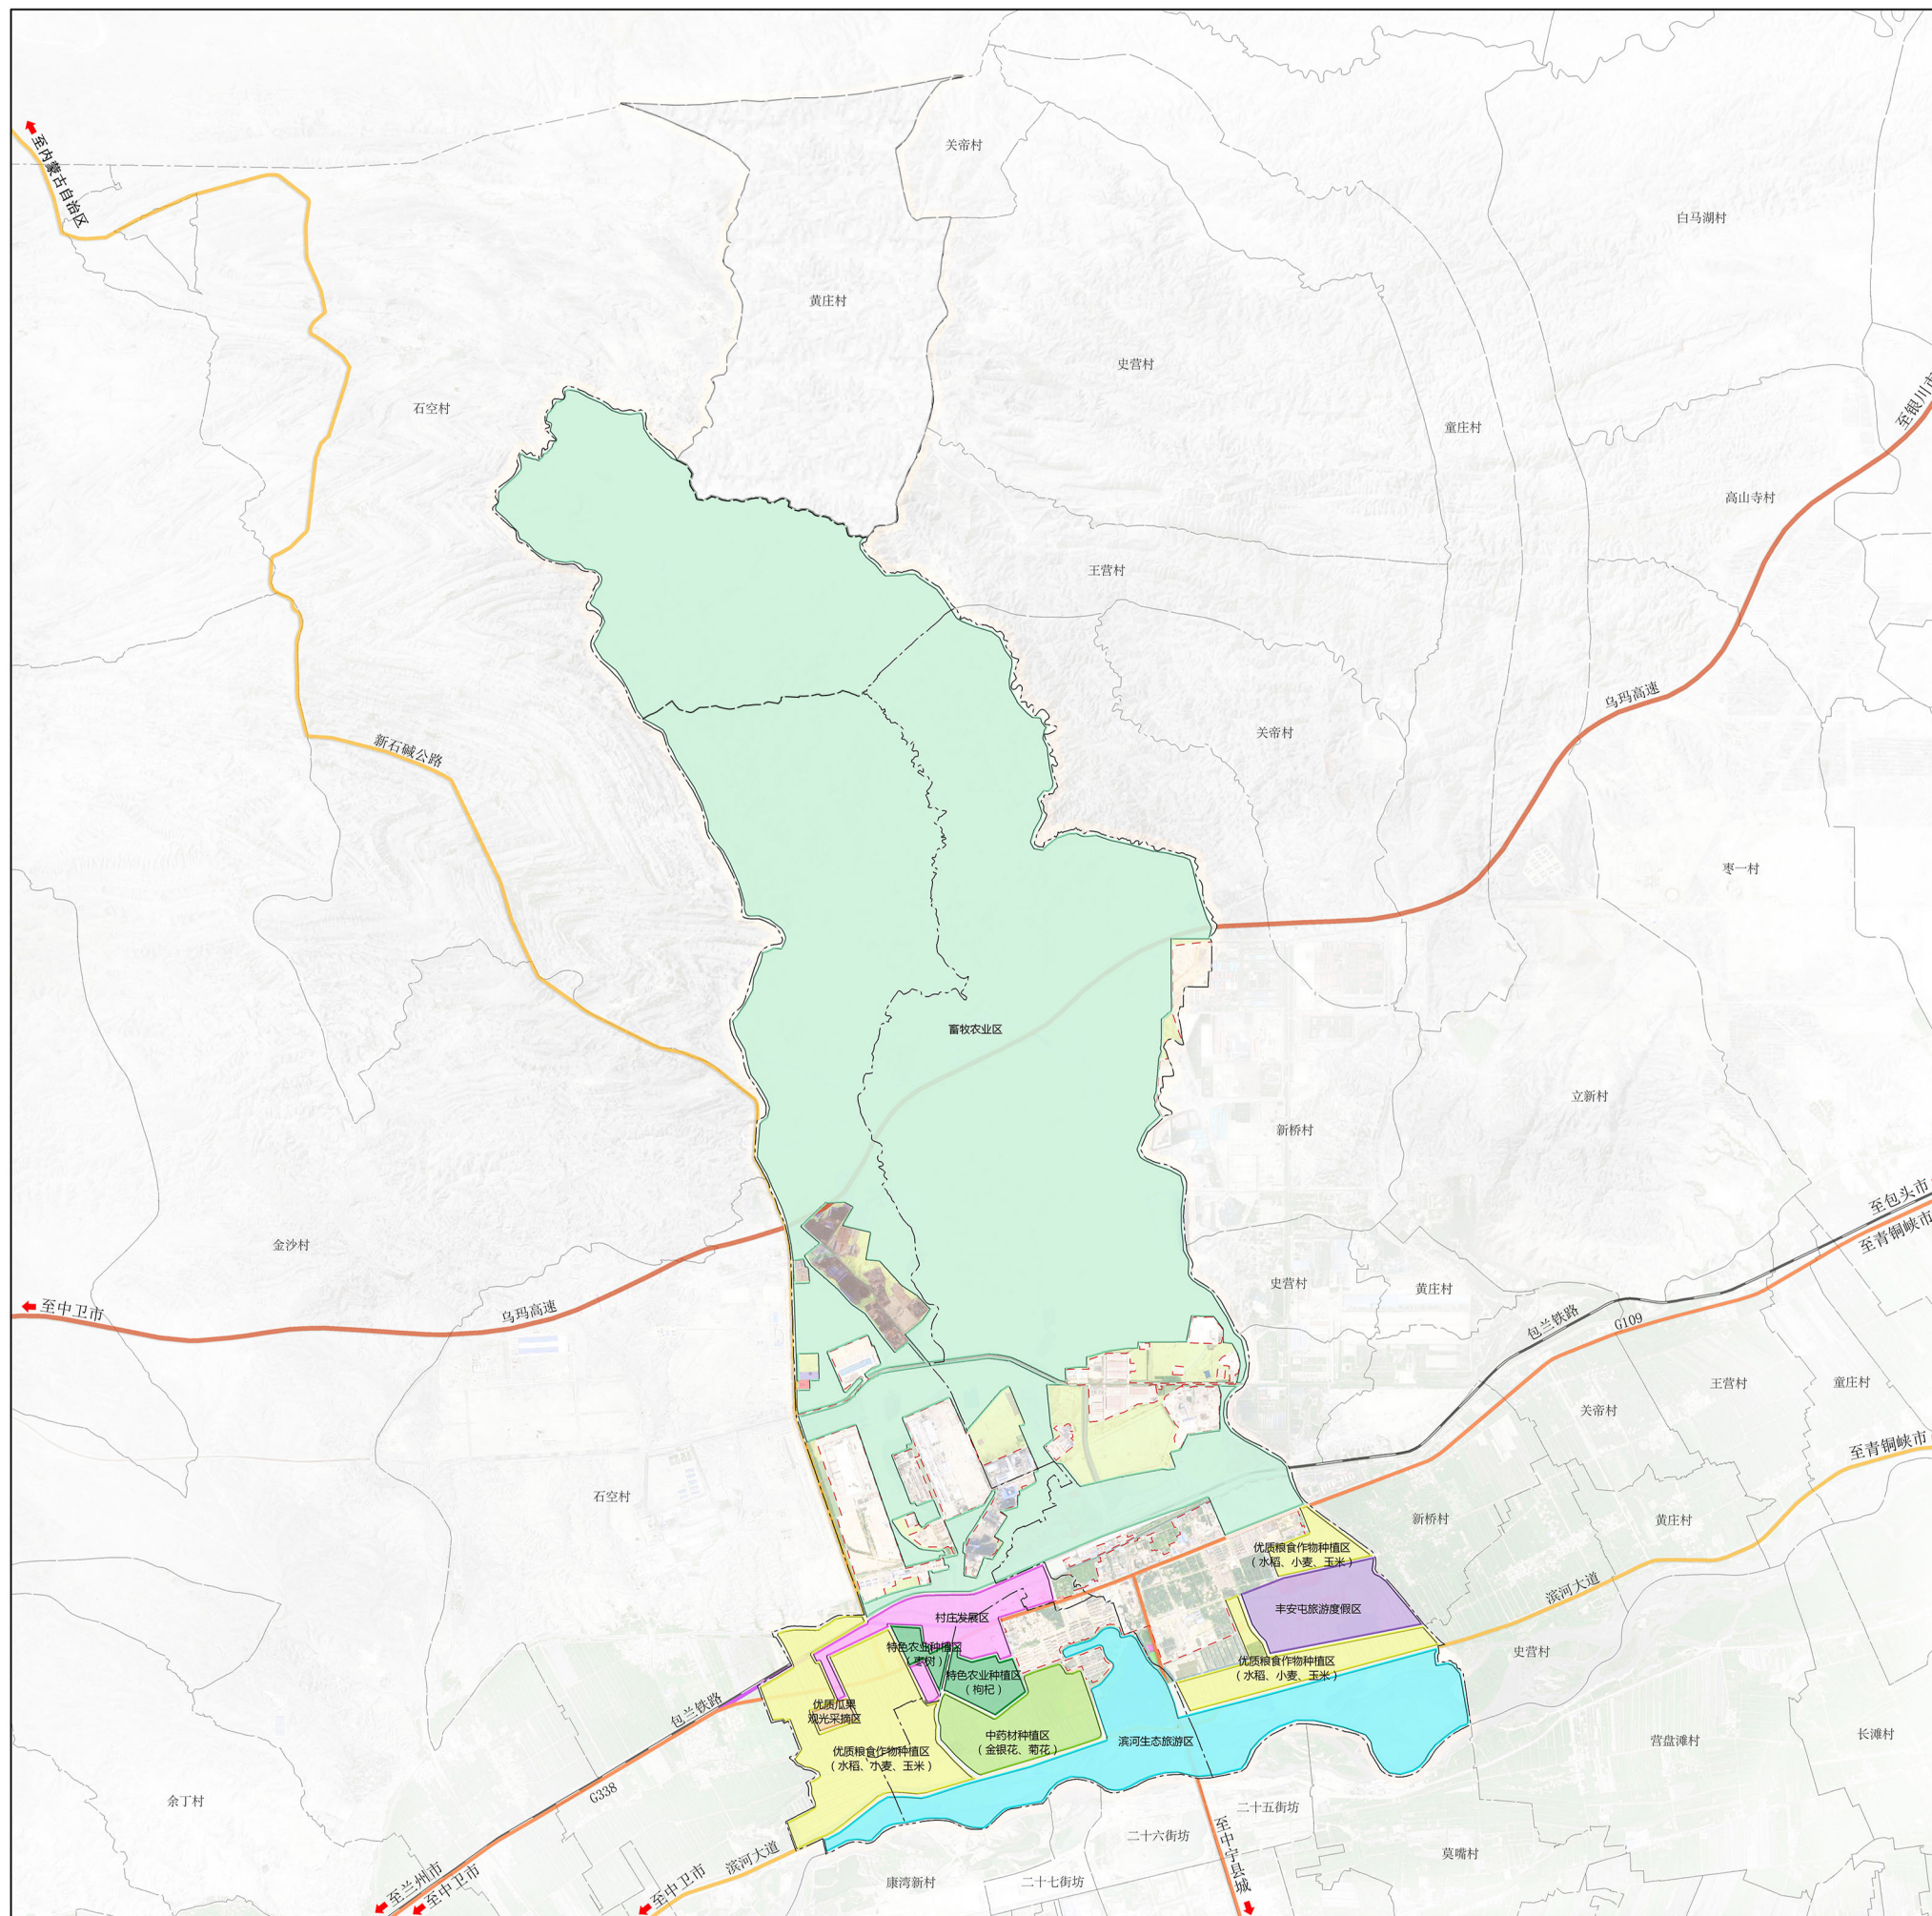 关帝村
至内蒙古自治区
白马湖村
黄庄村
史营村
石空村
至银川市
童庄村
高山寺村
王营村
乌玛高速
关帝村
新石碱公路
枣一村
畜牧农业区
立新村
新桥村
至包头市
至青铜峡市
金沙村
史营村
黄庄村
至中卫市
乌玛高速
包兰铁路
G109
王营村
童庄村
关帝村
至青铜峡市
石空村
新桥村
黄庄村
优质粮食作物种植区
（水稻、小麦、玉米）
滨河大道
丰安屯旅游度假区
村庄发展区
特色农业种植区
（枣树）
史营村
优质粮食作物种植区
（水稻、小麦、玉米）
特色农业种植区
（枸杞）
包兰铁路
优质瓜果
观光采摘区
中药材种植区
（金银花、菊花）
滨河生态旅游区
营盘滩村
长滩村
优质粮食作物种植区
（水稻、小麦、玉米）
G338
余丁村
二十五街坊
二十六街坊
至中宁县城
滨河大道
莫嘴村
康湾新村
二十七街坊
至兰州市
至中卫市
至中卫市